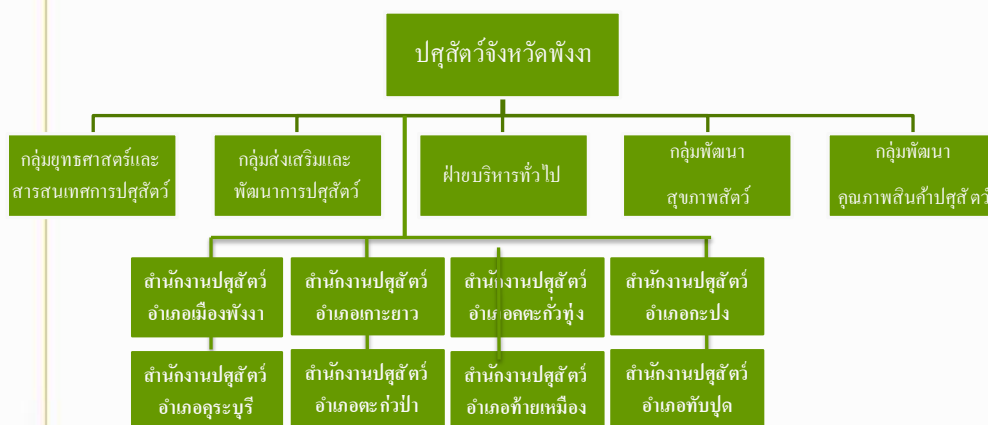 ปศุสัตว์จังหวัดพังงา
กลุ่มยุทธศาสตร์และ
สารสนเทศการปศุสัตว์
กลุ่มส่งเสริมและ
พัฒนาการปศุสัตว์
ฝ่ายบริหารทั่วไป
กลุ่มพัฒนา
สุขภาพสัตว์
กลุ่มพัฒนา
คุณภาพสินค้าปศุสัตว์
สำนักงานปศุสัตว์
อำเภอเมืองพังงา
สำนักงานปศุสัตว์
อำเภอเกาะยาว
สำนักงานปศุสัตว์
อำเภอคตะกั่วทุ่ง
สำนักงานปศุสัตว์
อำเภอกะปง
สำนักงานปศุสัตว์
อำเภอคุระบุรี
สำนักงานปศุสัตว์
อำเภอตะก่วป่า
สำนักงานปศุสัตว์
อำเภอท้ายเหมือง
สำนักงานปศุสัตว์
อำเภอทับปุด